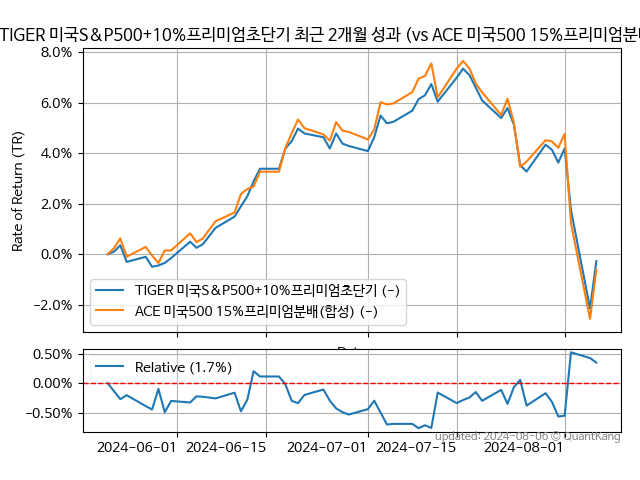 TIGER 미국S&P500+10%프리미엄초단기 최근 2개월 성과 (vs ACE 미국500 15%프리미엄분
8.0%
6.0%
4.0%
2.0%
0.0%
−2.0%
Rate of Return (TR)
TIGER 미국S&P500+10%프리미엄초단기 (-)
ACE 미국500 15%프리미엄분배(합성) (-)
0.50%
0.00%
−0.50%
Relative (1.7%)
updated: 2024-08-06 © QuantKang
2024-06-01 2024-06-15 2024-07-01 2024-07-15 2024-08-01